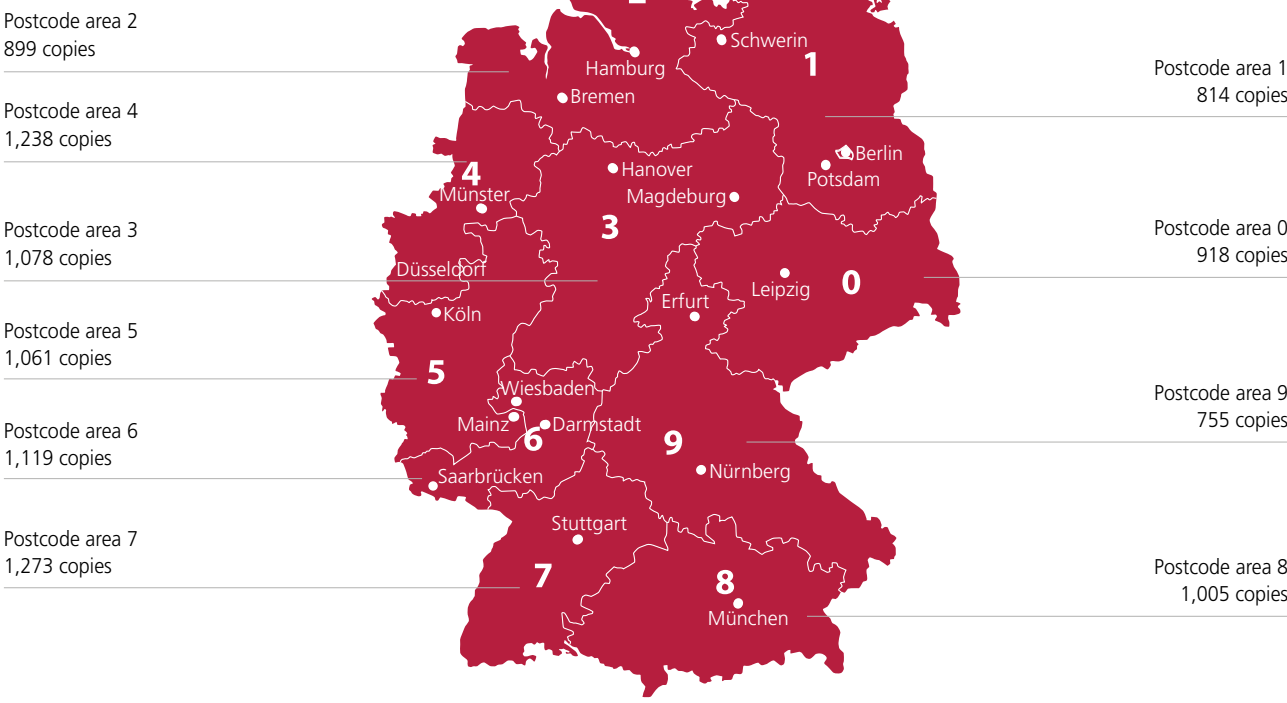 Postcode area 2
899 copies
Postcode area 4
1,238 copies
Postcode area 3
1,078 copies
Postcode area 5
1,061 copies
Postcode area 6
1,119 copies
Postcode area 7
1,273 copies
Schwerin
1
Hamburg
Bremen
Berlin
Potsdam
4
Münster
Hanover
Magdeburg
3
Düsseldorf
Leipzig
0
Erfurt
Köln
5
Wiesbaden
Mainz
Darmstadt
6
9
Nürnberg
Saarbrücken
Stuttgart
7
8
München
Postcode area 1
814 copies
Postcode area 0
918 copies
Postcode area 9
755 copies
Postcode area 8
1,005 copies